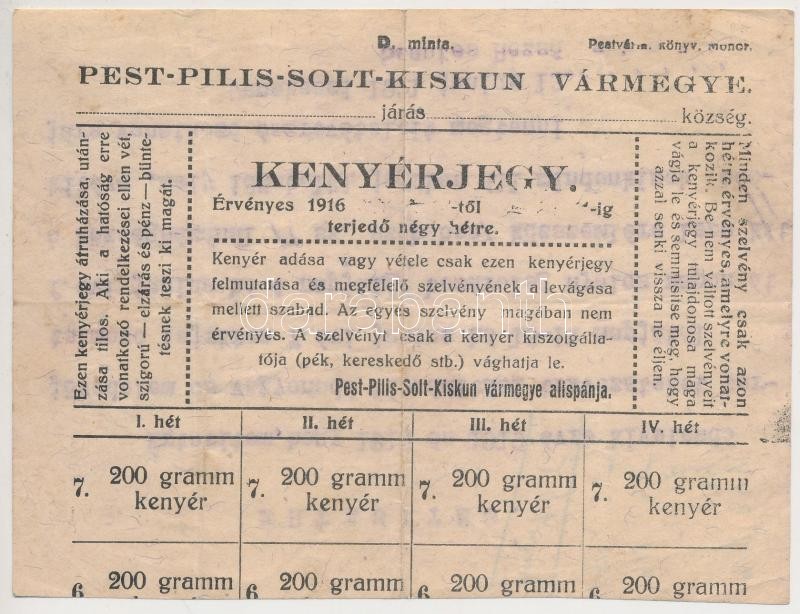 D. minta.
Pestvárm. könyv. monor.
PEST-PILIS-SOLT-KISKUN VÁRMEGYE.
járás
község.
Ezen kenyérjegy átruházása, után-
zása tilos. Aki a hatóság erre
vonatkozó rendelkezései ellen vét,
szigorú — elzárás és pénz — bünte-
tésnek teszi ki magát.
KENYÉRJEGY.
Érvényes 1916 -től -ig
terjedő négy hétre.
Kenyér adása vagy vétele csak ezen kenyérjegy
felmutatása és megfelelő szelvényének a levágása
mellett szabad. Az egyes szelvény magában nem
érvényes. A szelvényt csak a kenyér kiszolgálta-
tója (pék, kereskedő stb.) vághatja le.
Pest-Pilis-Solt-Kiskun vármegye alispánja.
Minden szelvény csak azon
hétre érvényes, amelyre vonat-
kozik. Be nem váltott szelvényeit
a kenyérjegy tulajdonosa maga
vágja le és semmisitse meg, hogy
azzal senki vissza ne éljen.
I. hét
II. hét
III. hét
IV. hét
7. 200 gramm
kenyér
7. 200 gramm
kenyér
7. 200 gramm
kenyér
7. 200 gramm
kenyér
6. 200 gramm
6. 200 gramm
6. 200 gramm
6. 200 gramm
databanth